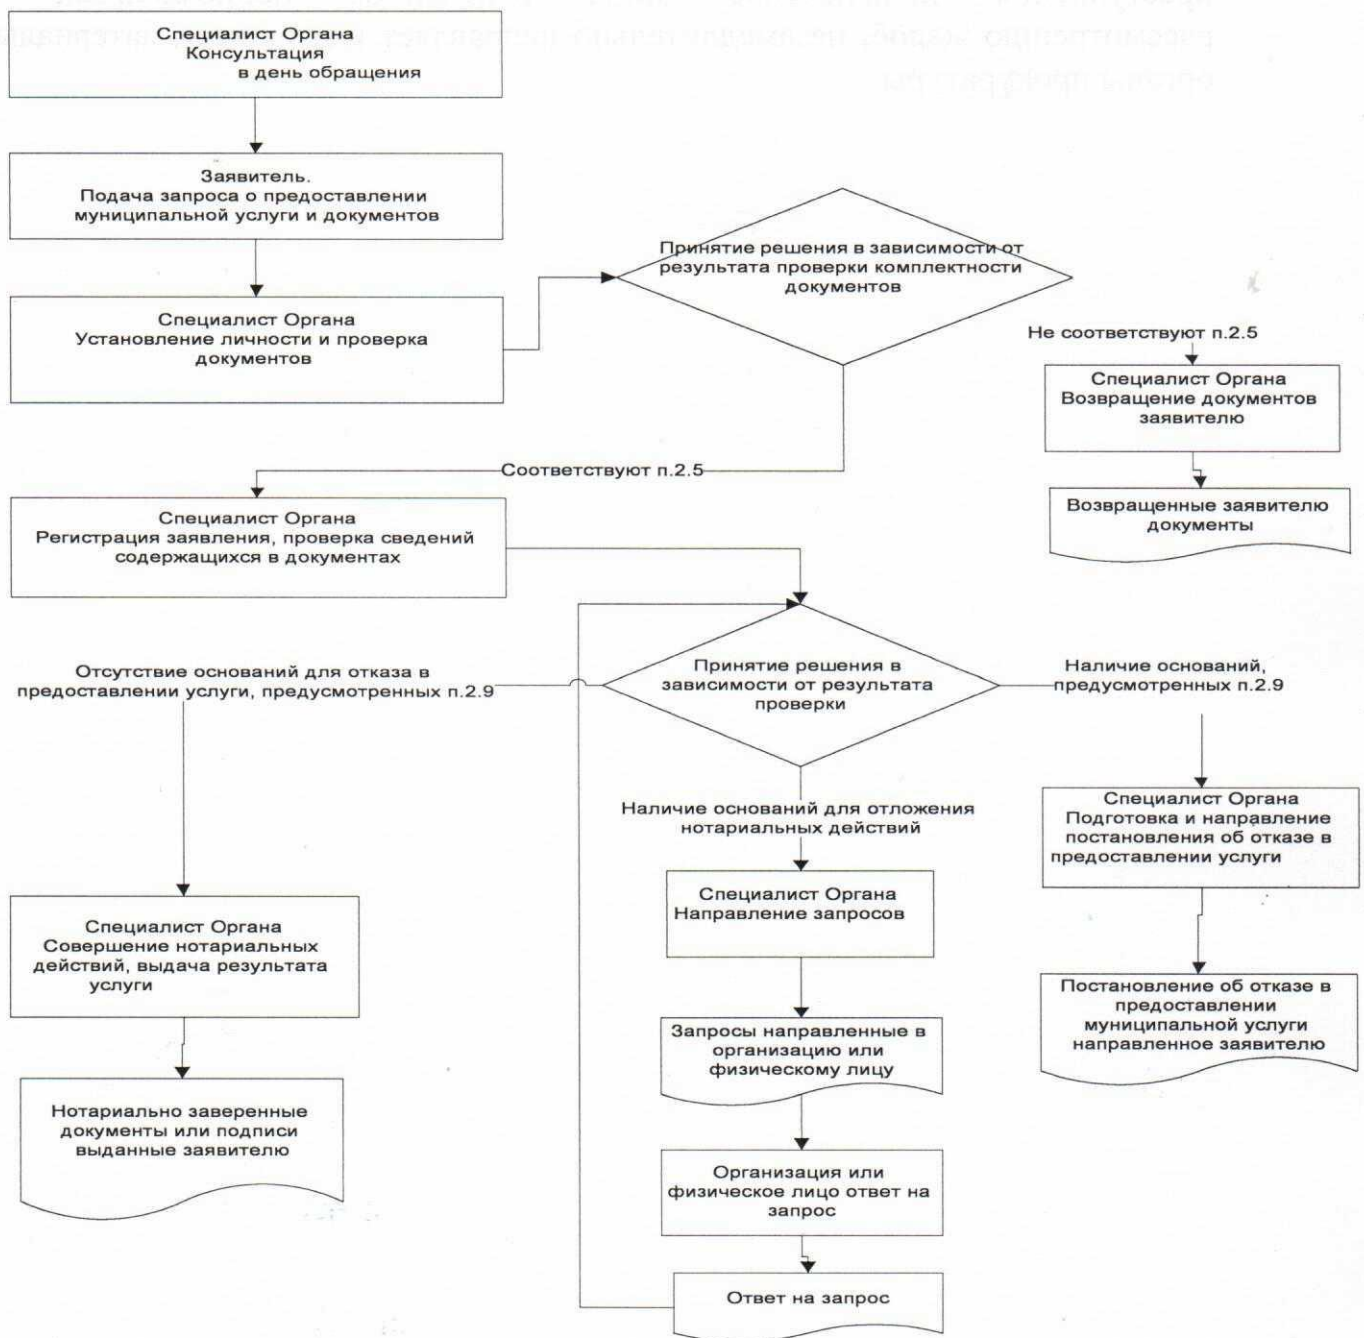 Специалист Органа
Консультация
в день обращения
Заявитель.
Подача запроса о предоставлении
муниципальной услуги и документов
Специалист Органа
Установление личности и проверка
документов
Принятие решения в зависимости от
результата проверки комплектности
документов
Не соответствуют п.2.5
Специалист Органа
Возвращение документов
заявителю
Возвращенные заявителю
документы
Соответствуют п.2.5
Специалист Органа
Регистрация заявления, проверка сведений
содержащихся в документах
Отсутствие оснований для отказа в
предоставлении услуги, предусмотренных п.2.9
Принятие решения в
зависимости от результата
проверки
Наличие оснований,
предусмотренных п.2.9
Наличие оснований для отложения
нотариальных действий
Специалист Органа
Подготовка и направление
постановления об отказе в
предоставлении услуги
Специалист Органа
Направление запросов
Специалист Органа
Совершение нотариальных
действий, выдача результата
услуги
Постановление об отказе в
предоставлении
муниципальной услуги
направленное заявителю
Запросы направленные в
организацию или
физическому лицу
Нотариально заверенные
документы или подписи
выданные заявителю
Организация или
физическое лицо ответ на
запрос
Ответ на запрос